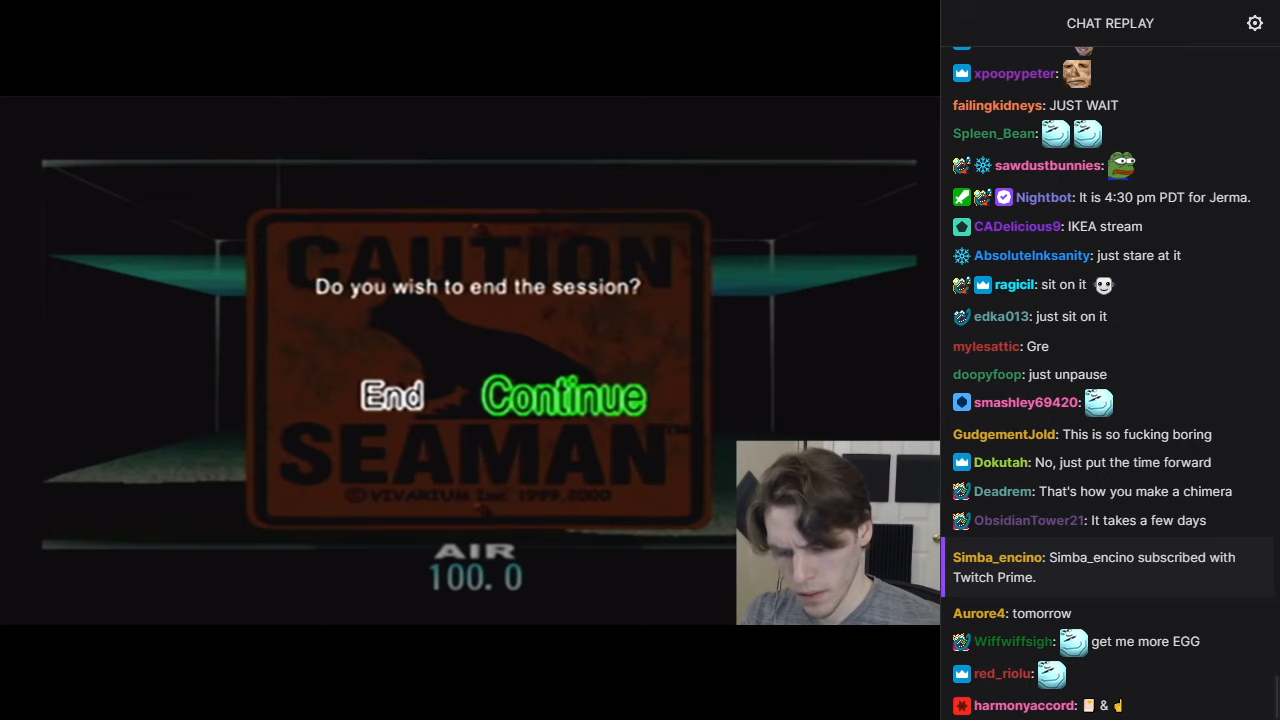 CAUTION
Do you wish to end the session?
End Continue
SEAMAN™
© VIVARIUM Inc. 1999,2000
AIR
100.0
CHAT REPLAY
xpoopypeter:
failingkidneys: JUST WAIT
Spleen_Bean:
sawdustbunnies:
Nightbot: It is 4:30 pm PDT for Jerma.
CADelicious9: IKEA stream
AbsoluteInksanity: just stare at it
ragicil: sit on it
edka013: just sit on it
mylesattic: Gre
doopyfoop: just unpause
smashley69420:
GudgementJold: This is so fucking boring
Dokutah: No, just put the time forward
Deadrem: That's how you make a chimera
ObsidianTower21: It takes a few days
Simba_encino: Simba_encino subscribed with
Twitch Prime.
Aurore4: tomorrow
Wiffwiffsigh: get me more EGG
red_riolu:
harmonyaccord: &